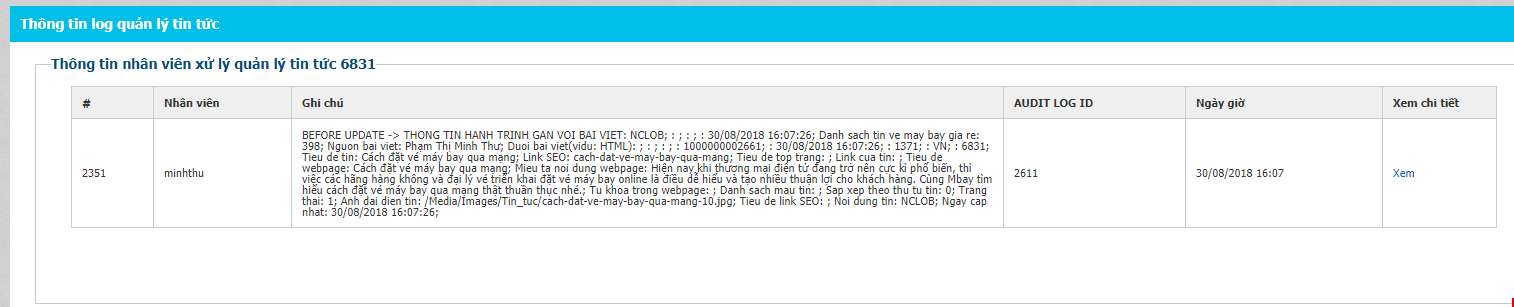 Thông tin log quản lý tin tức
Thông tin nhân viên xử lý quản lý tin tức 6831
# Nhân viên Ghi chú AUDIT LOG ID Ngày giờ Xem chi tiết
BEFORE UPDATE -> THONG TIN HANH TRINH GAN VOI BAI VIET: NCLOB; : ; : ; : 30/08/2018 16:07:26; Danh sach tin ve may bay gia re:
398; Nguon bai viet: Phạm Thị Minh Thư; Duoi bai viet(vidu: HTML): ; : ; : ; : 1000000002661; : 30/08/2018 16:07:26; : 1371; : VN; : 6831;
Tieu de tin: Cách đặt vé máy bay qua mạng; Link SEO: cach-dat-ve-may-bay-qua-mang; Tieu de top trang: ; Link cua tin: ; Tieu de
webpage: Cách đặt vé máy bay qua mạng; Mieu ta noi dung webpage: Hiện nay khi thương mại điện tử đang trở nên cực kì phổ biến, thì
2351 minhthu việc các hãng hàng không và đại lý vé triển khai đặt vé máy bay online là điều dễ hiểu và tạo nhiều thuận lợi cho khách hàng. Cùng Mbay tìm 2611 30/08/2018 16:07 Xem
hiểu cách đặt vé máy bay qua mạng thật thuần thục nhé.; Tu khoa trong webpage: ; Danh sach mau tin: ; Sap xep theo thu tu tin: 0; Trang
thai: 1; Anh dai dien tin: /Media/Images/Tin_tuc/cach-dat-ve-may-bay-qua-mang-10.jpg; Tieu de link SEO: ; Noi dung tin: NCLOB; Ngay cap
nhat: 30/08/2018 16:07:26;